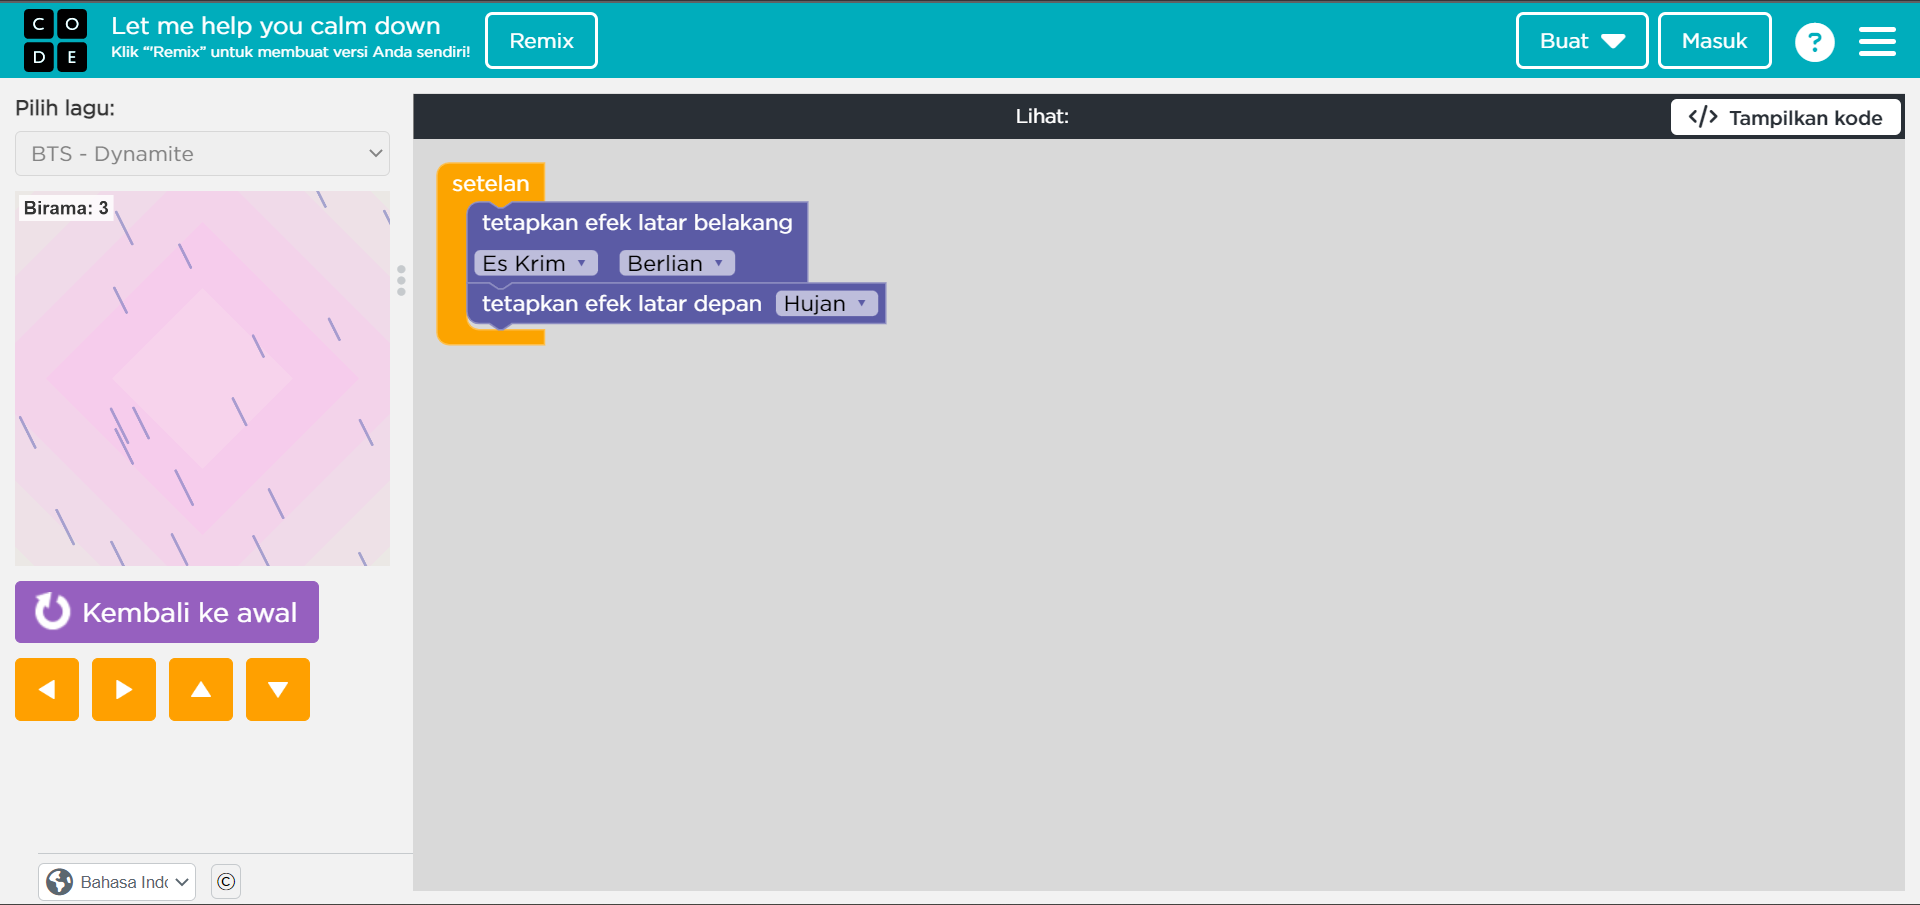 CODE
Let me help you calm down
Klik “"Remix” untuk membuat versi Anda sendiri!
Remix
Buat
Masuk
?
Pilih lagu:
BTS - Dynamite
Lihat:
</> Tampilkan kode
Birama: 3
setelan
tetapkan efek latar belakang
Es Krim Berlian
tetapkan efek latar depan Hujan
Kembali ke awal
Bahasa Indo
©